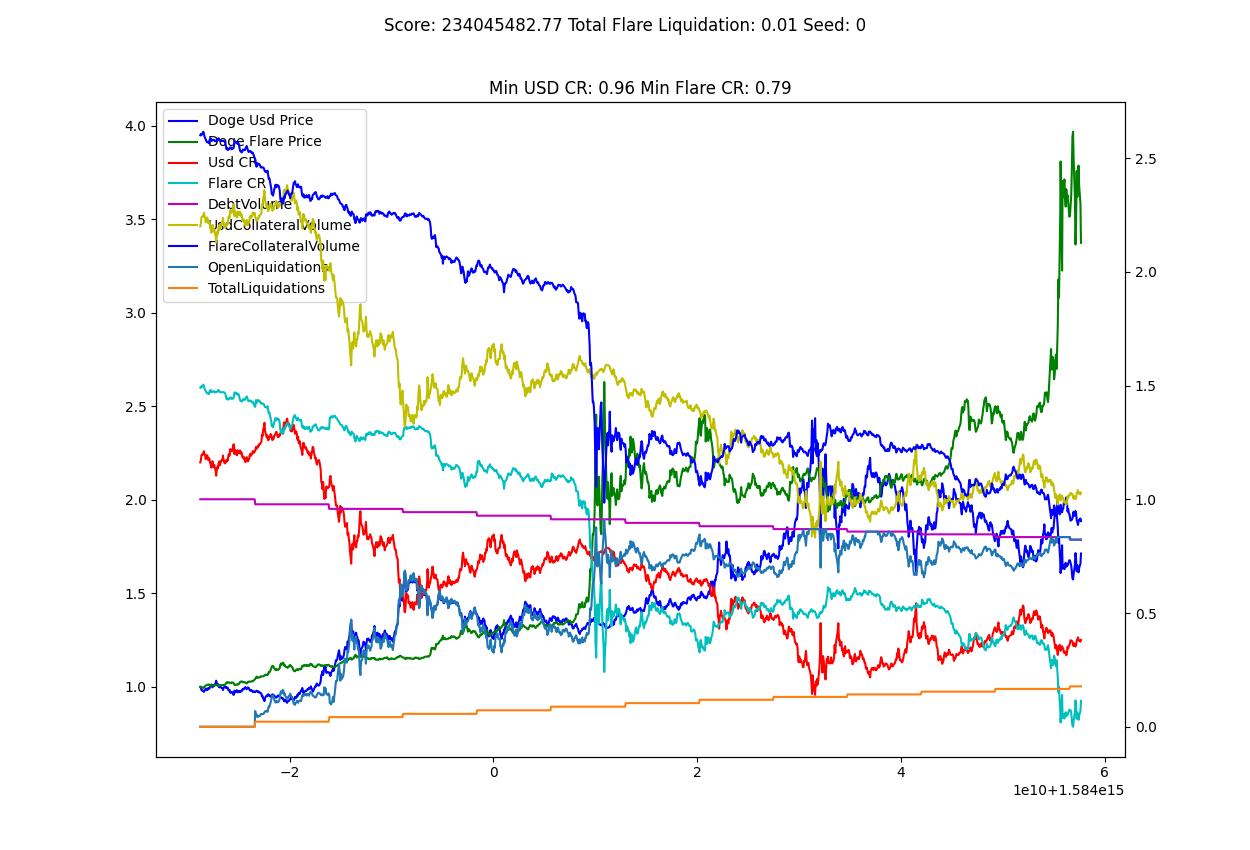 Score: 234045482.77 Total Flare Liquidation: 0.01 Seed: 0
Min USD CR: 0.96 Min Flare CR: 0.79
Doge Usd Price
Doge Flare Price
Usd CR
Flare CR
DebtVolume
UsdCollateralVolume
FlareCollateralVolume
OpenLiquidations
TotalLiquidations
4.0
3.5
3.0
2.5
2.0
1.5
1.0
2.5
2.0
1.5
1.0
0.5
0.0
−2
0
2
4
6
1e10+1.584e15